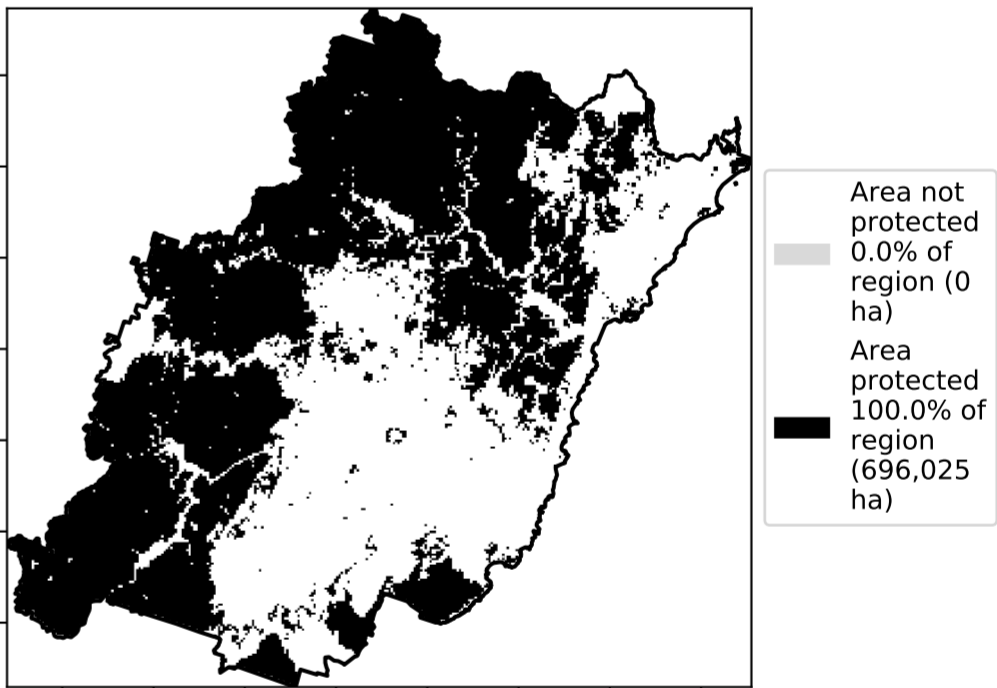 Area not
protected
0.0% of
region (0
ha)
Area
protected
100.0% of
region
(696,025
ha)